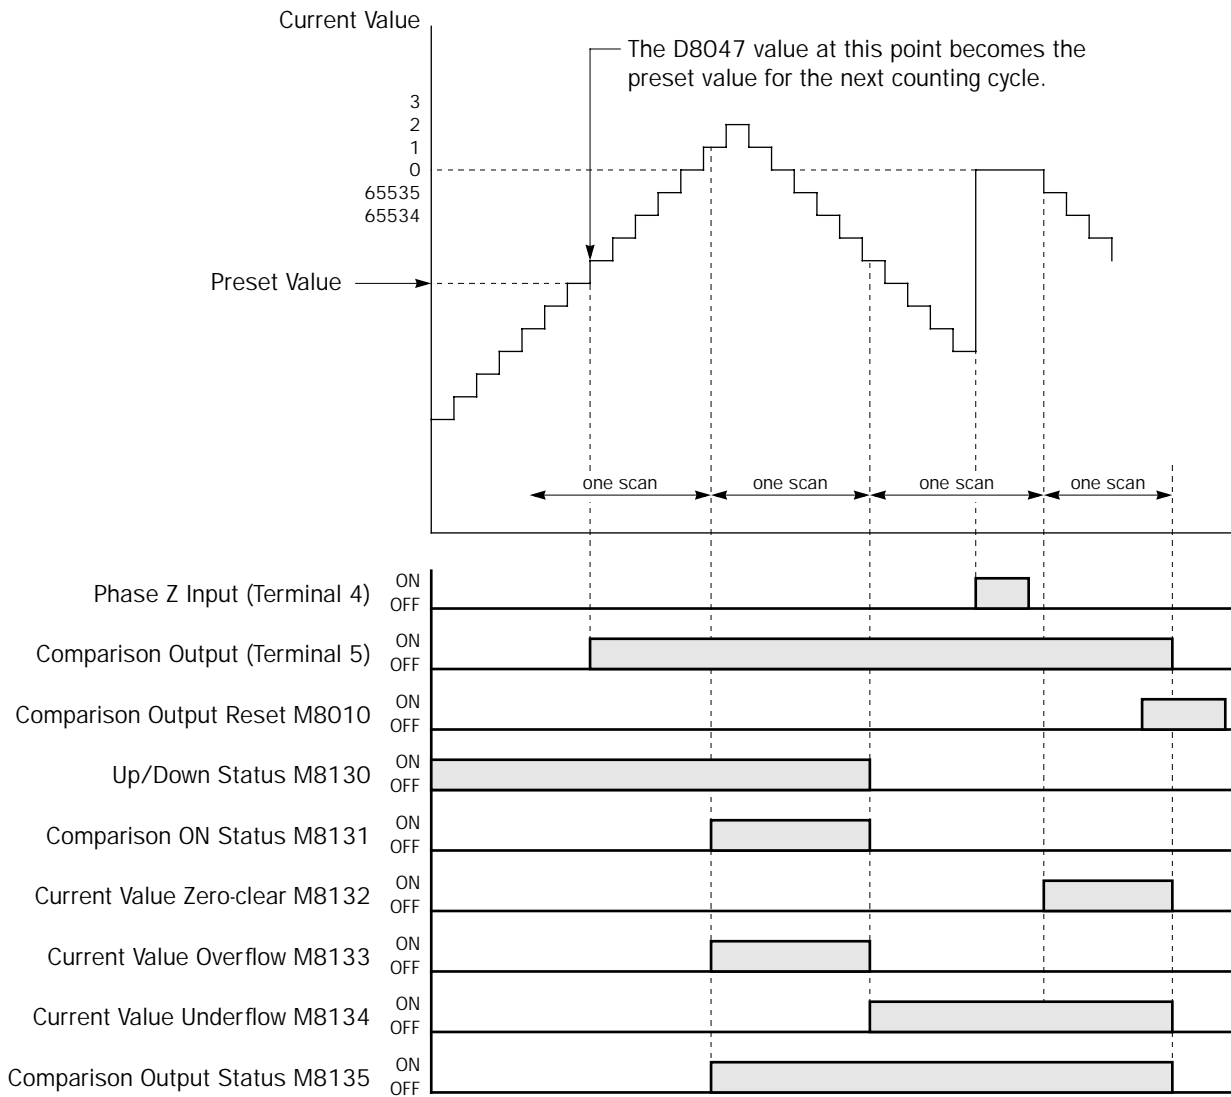 Current Value
The D8047 value at this point becomes the
preset value for the next counting cycle.
3
2
1
0
65535
65534
Preset Value
one scan
one scan
one scan
one scan
Phase Z Input (Terminal 4)
ON
OFF
Comparison Output (Terminal 5)
ON
OFF
Comparison Output Reset M8010
ON
OFF
Up/Down Status M8130
ON
OFF
Comparison ON Status M8131
ON
OFF
Current Value Zero-clear M8132
ON
OFF
Current Value Overflow M8133
ON
OFF
Current Value Underflow M8134
ON
OFF
Comparison Output Status M8135
ON
OFF